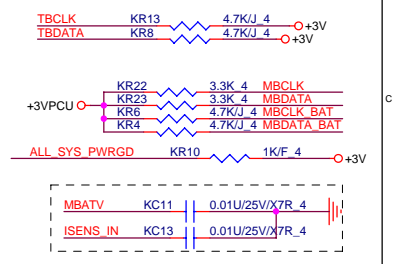 TBCLK KR13 4.7K/J_4 +3V
TBDATA KR8 4.7K/J_4 +3V
KR22 3.3K_4 MBCLK
KR23 3.3K_4 MBDATA
+3VPCU KR6 4.7K/J_4 MBCLK_BAT
KR4 4.7K/J_4 MBDATA_BAT
C
ALL_SYS_PWRGD KR10 1K/F_4 +3V
MBATV KC11 0.01U/25V/X7R_4
ISENS_IN KC13 0.01U/25V/X7R_4